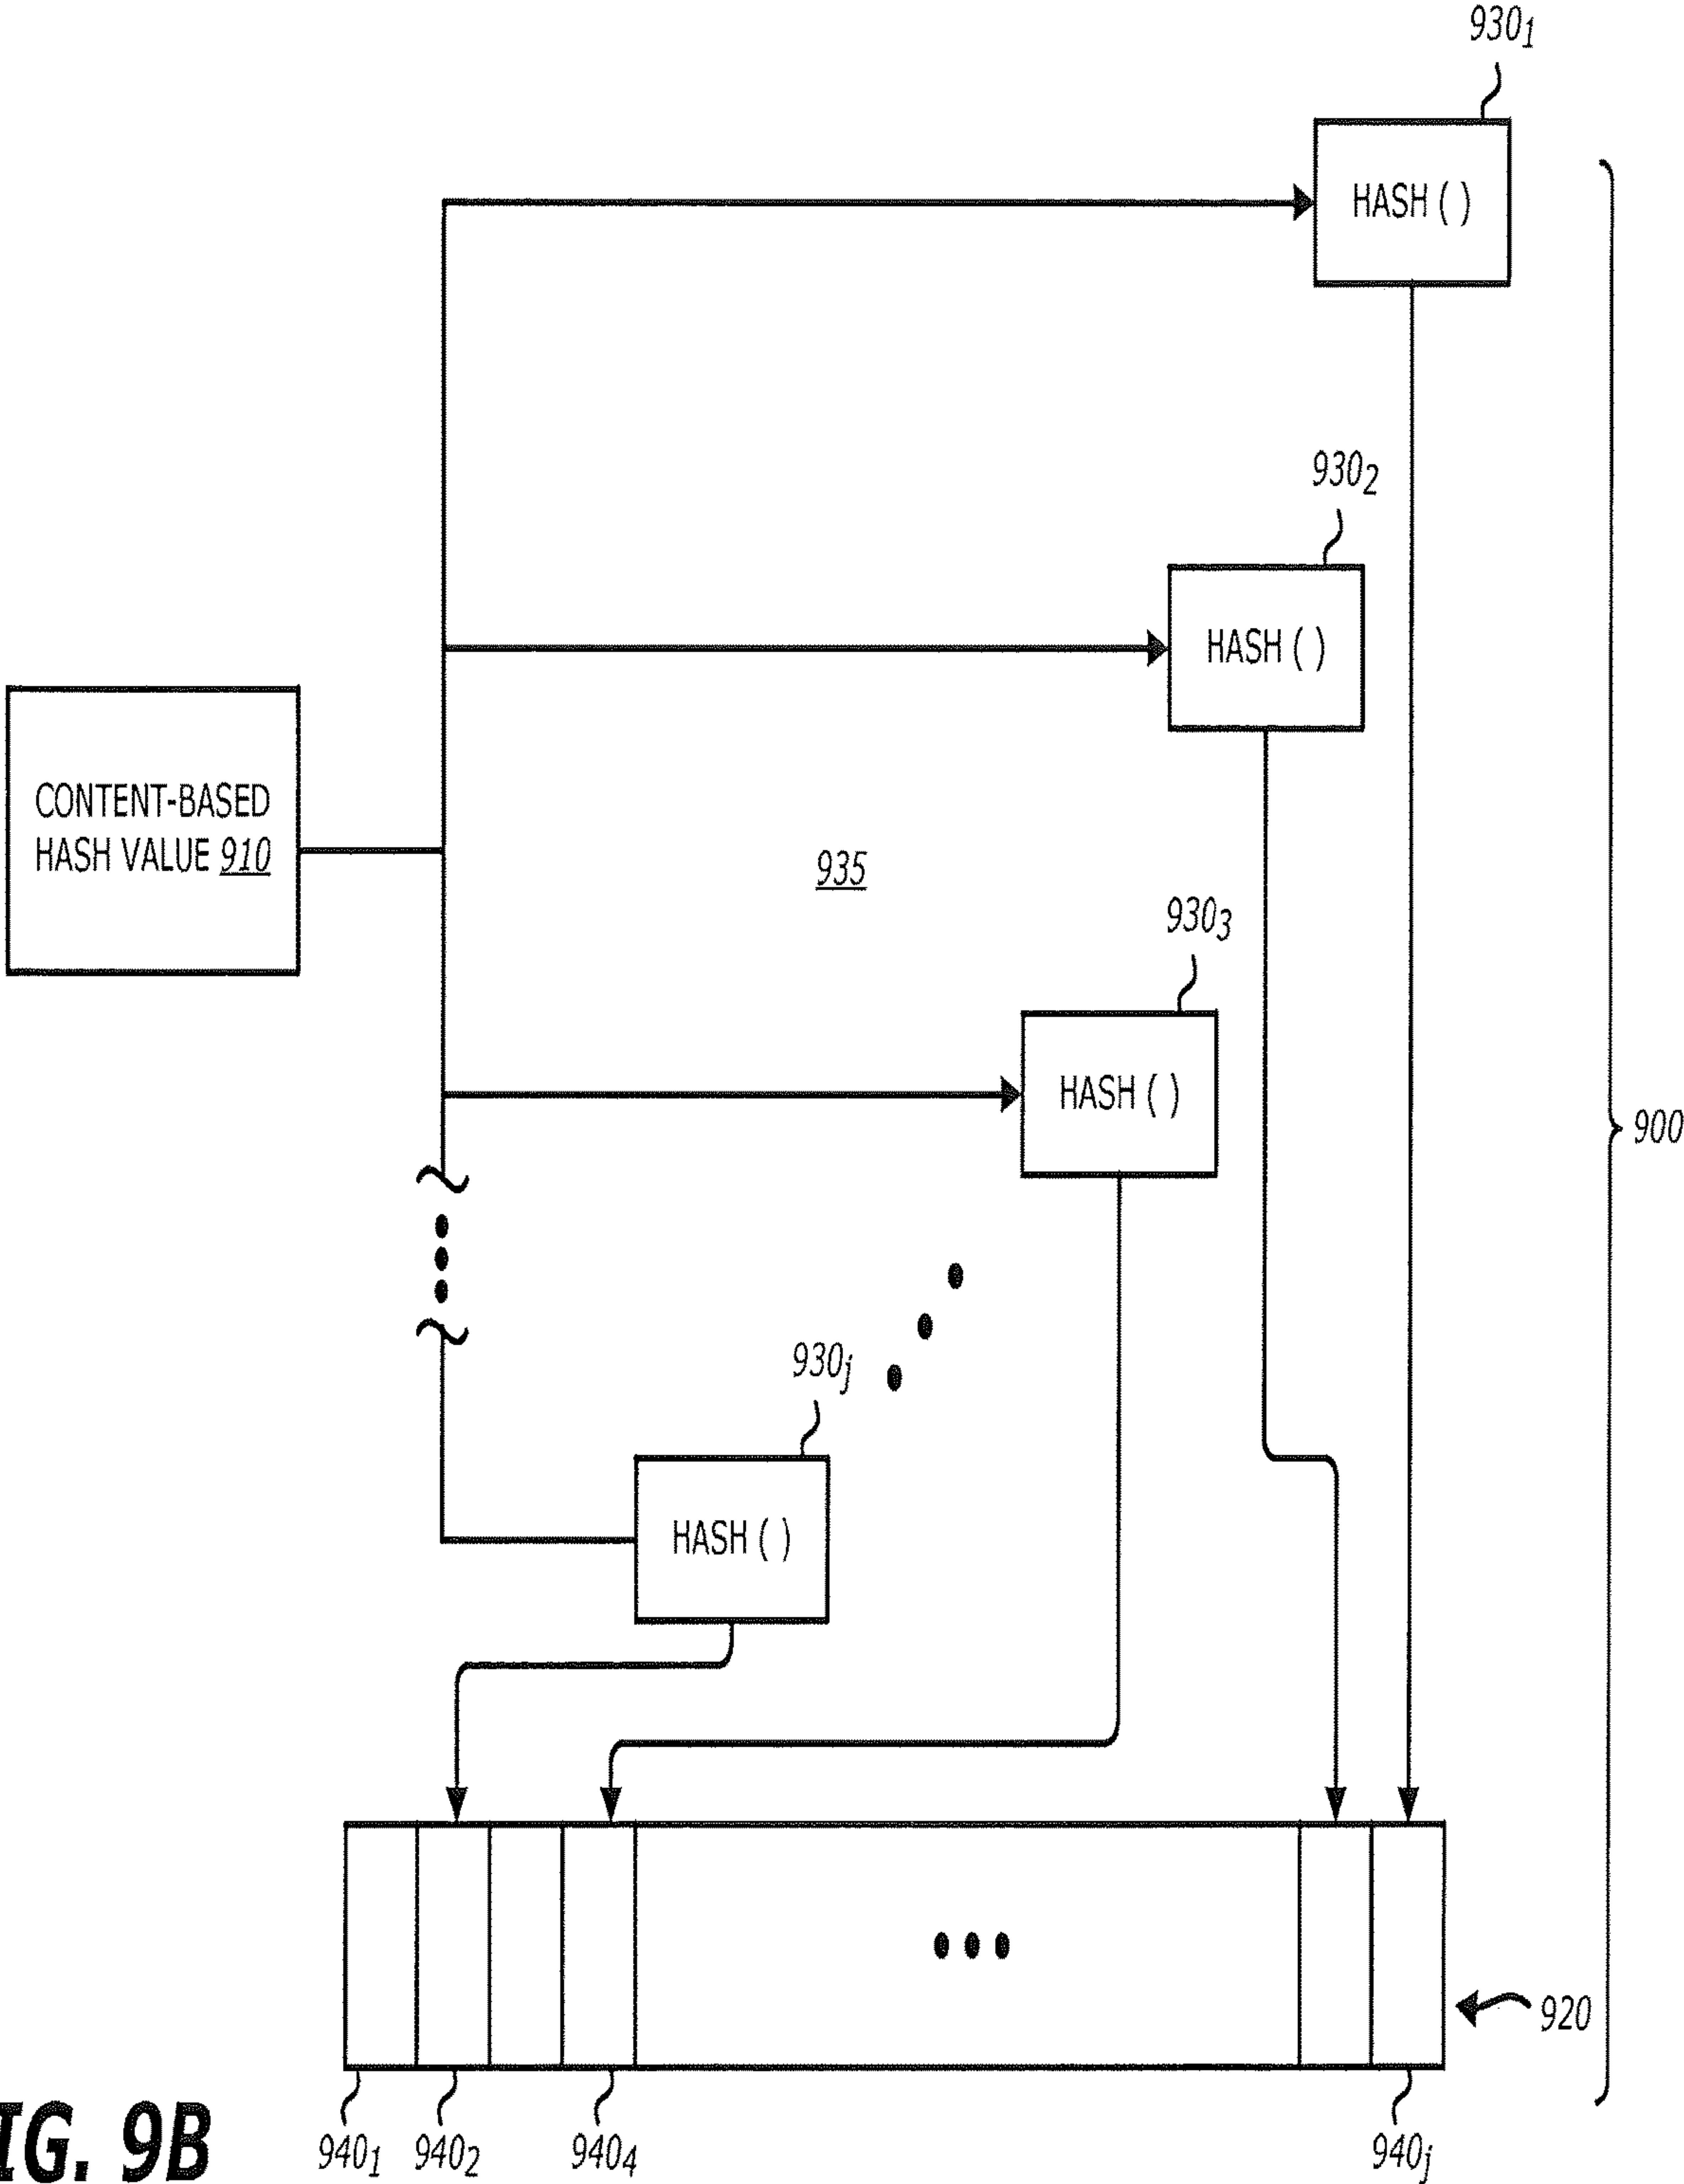 930₁
HASH ( )
930₂
HASH ( )
CONTENT-BASED
HASH VALUE 910
935
930₃
HASH ( )
900
930ⱼ
HASH ( )
920
940₁ 940₂ 940₄ 940ⱼ
IG. 9B